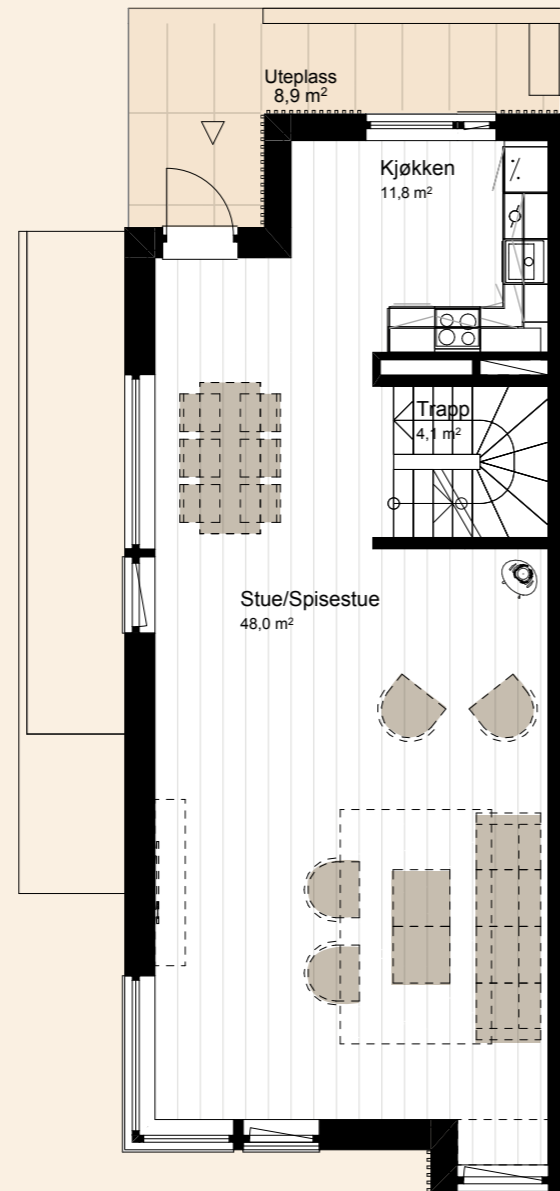 Uteplass
8,9 m²
Kjøkken
11,8 m²
Trapp
4,1 m²
Stue/Spisestue
48,0 m²